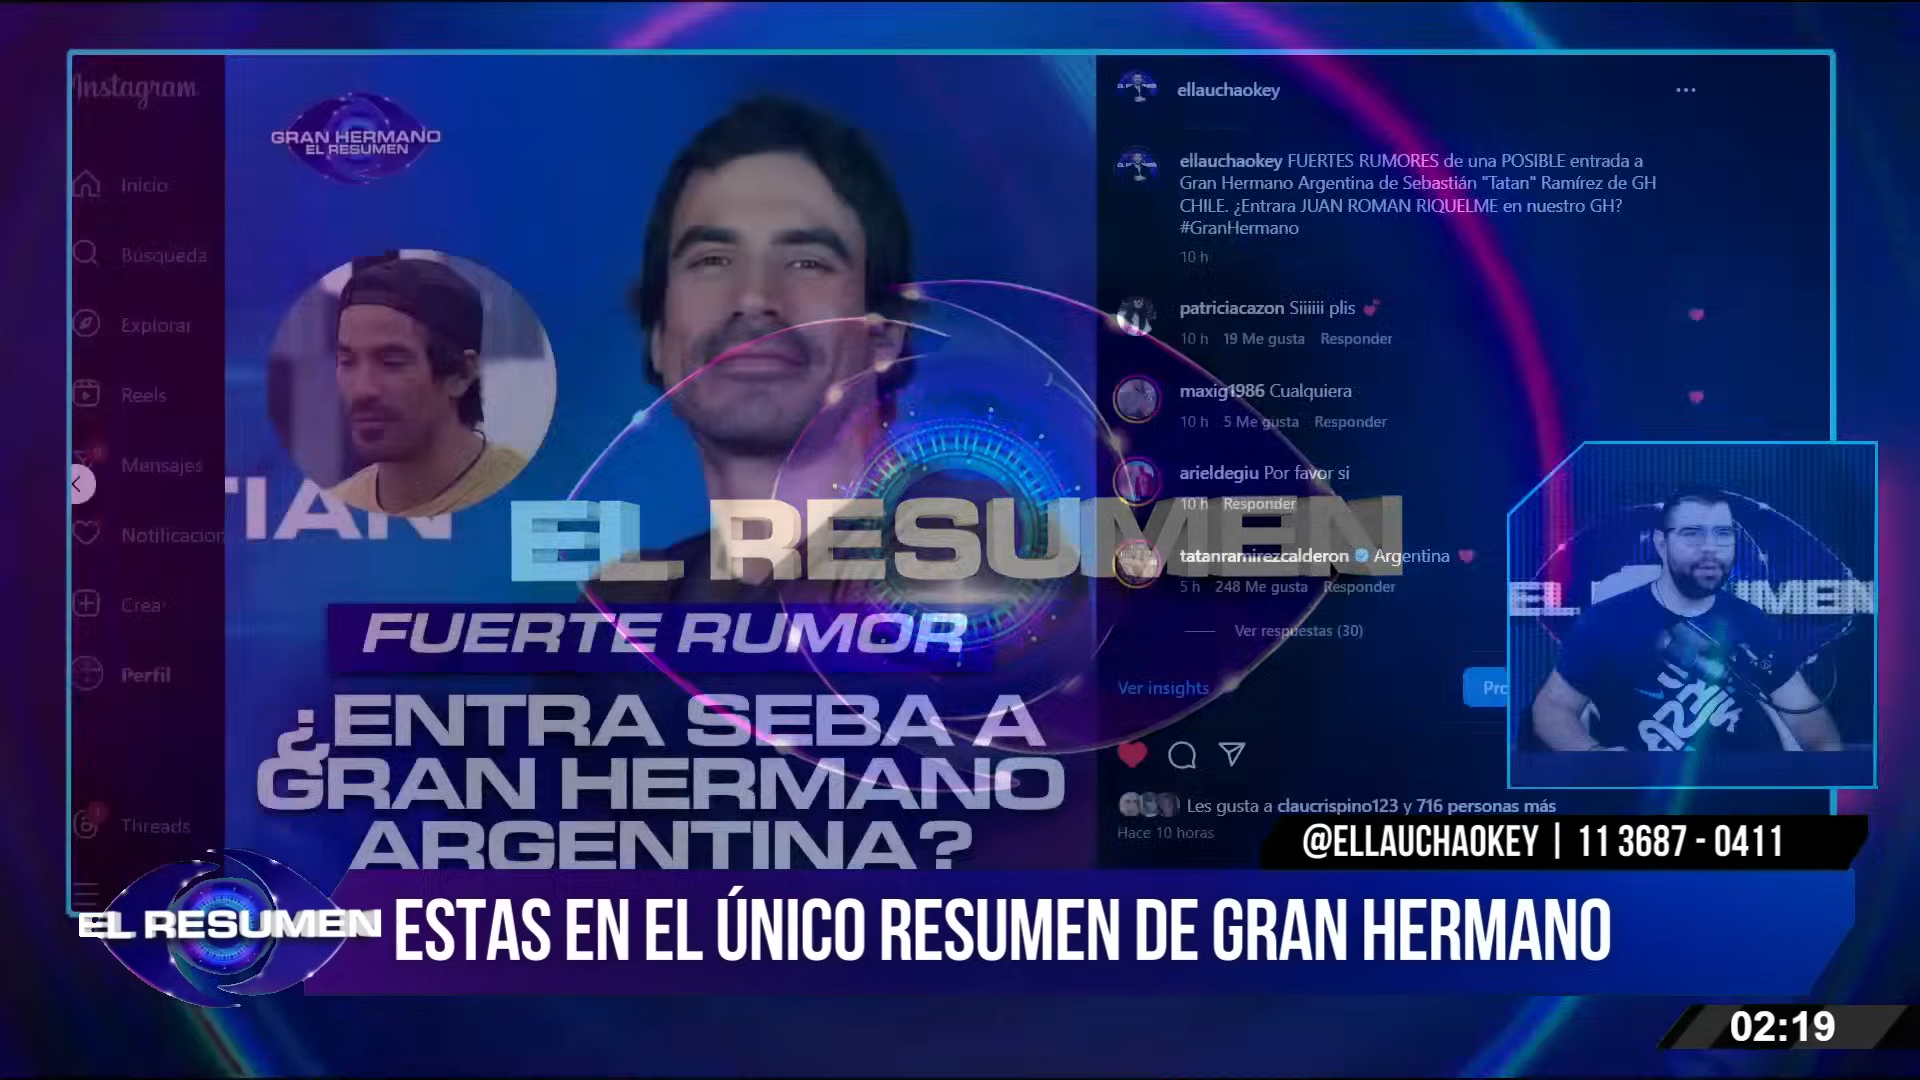 Instagram
Inicio
Búsqueda
Explorar
Reels
Mensajes
Notificacion
Crear
Perfil
Threads
GRAN HERMANO
EL RESUMEN
TIAN
EL RESUMEN
FUERTE RUMOR
¿ENTRA SEBA A
GRAN HERMANO
ARGENTINA?
ellauchaokey
ellauchaokey FUERTES RUMORES de una POSIBLE entrada a
Gran Hermano Argentina de Sebastián "Tatan" Ramírez de GH
CHILE. ¿Entrara JUAN ROMAN RIQUELME en nuestro GH?
#GranHermano
10 h
patriciacazon Siiiiii plis 💕
10 h 19 Me gusta Responder
maxig1986 Cualquiera
10 h 5 Me gusta Responder
arieldegiu Por favor si
10 h Responder
tatanramirezcalderon Argentina ❤️
5 h 248 Me gusta Responder
Ver respuestas (30)
Ver insights
Pro
Les gusta a claucrispino123 y 716 personas más
Hace 10 horas
EL RESUMEN
@ELLAUCHAOKEY | 11 3687 - 0411
EL RESUMEN
ESTAS EN EL ÚNICO RESUMEN DE GRAN HERMANO
02:19